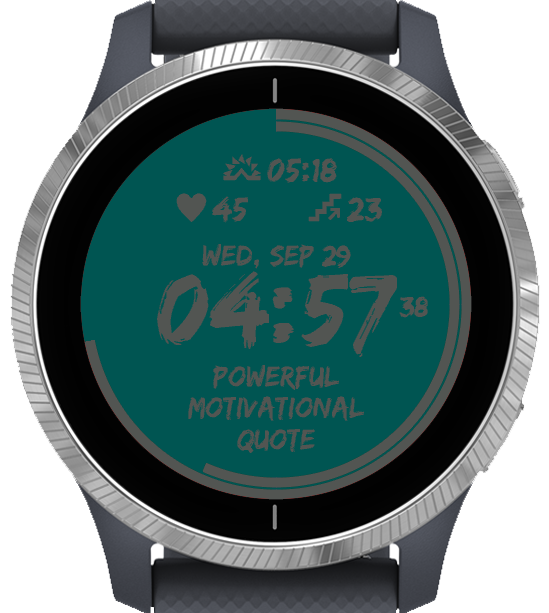 05:18
45 23
WED, SEP 29
04:57 38
POWERFUL
MOTIVATIONAL
QUOTE